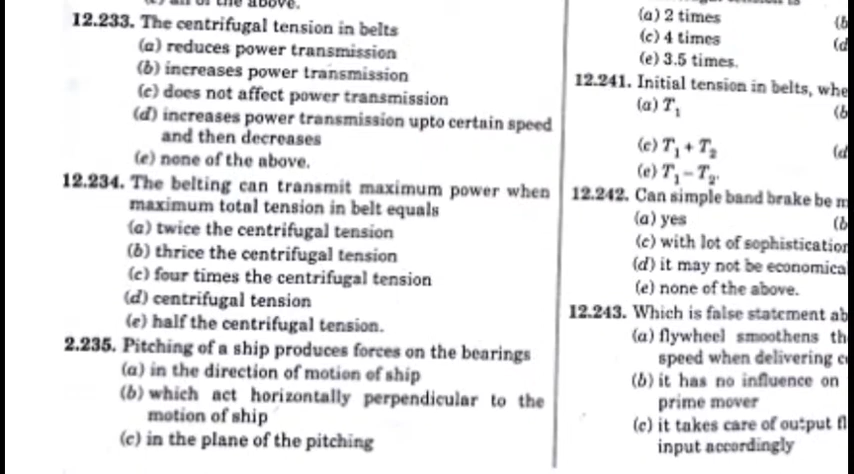 above.
12.233. The centrifugal tension in belts
(a) reduces power transmission
(b) increases power transmission
(c) does not affect power transmission
(d) increases power transmission upto certain speed
and then decreases
(e) none of the above.
12.234. The belting can transmit maximum power when
maximum total tension in belt equals
(a) twice the centrifugal tension
(b) thrice the centrifugal tension
(c) four times the centrifugal tension
(d) centrifugal tension
(e) half the centrifugal tension.
2.235. Pitching of a ship produces forces on the bearings
(a) in the direction of motion of ship
(b) which act horizontally perpendicular to the
motion of ship
(c) in the plane of the pitching
(a) 2 times (b
(c) 4 times (d
(e) 3.5 times.
12.241. Initial tension in belts, whe
(a) T₁ (b
(c) T₁ + T₂ (d
(e) T₁ – T₂.
12.242. Can simple band brake be m
(a) yes (b
(c) with lot of sophistication
(d) it may not be economica
(e) none of the above.
12.243. Which is false statement ab
(a) flywheel smoothens th
speed when delivering c
(b) it has no influence on
prime mover
(c) it takes care of output fl
input accordingly